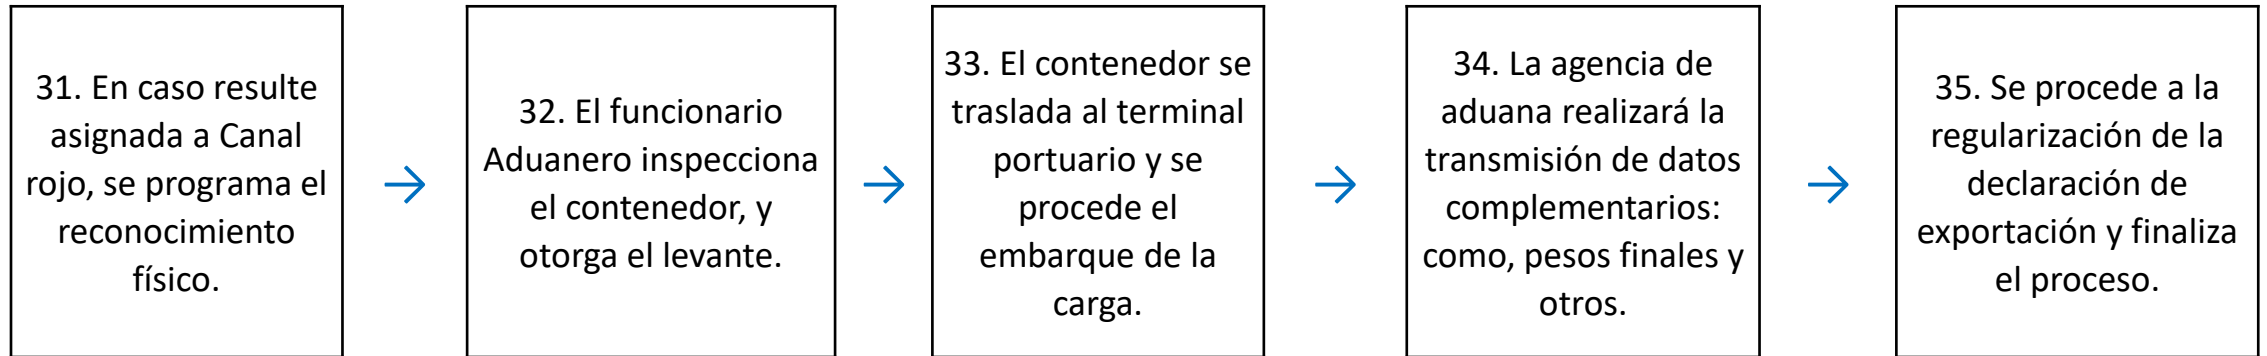 31. En caso resulte
asignada a Canal
rojo, se programa el
reconocimiento
físico.
32. El funcionario
Aduanero inspecciona
el contenedor, y
otorga el levante.
33. El contenedor se
traslada al terminal
portuario y se
procede el
embarque de la
carga.
34. La agencia de
aduana realizará la
transmisión de datos
complementarios:
como, pesos finales y
otros.
35. Se procede a la
regularización de la
declaración de
exportación y finaliza
el proceso.